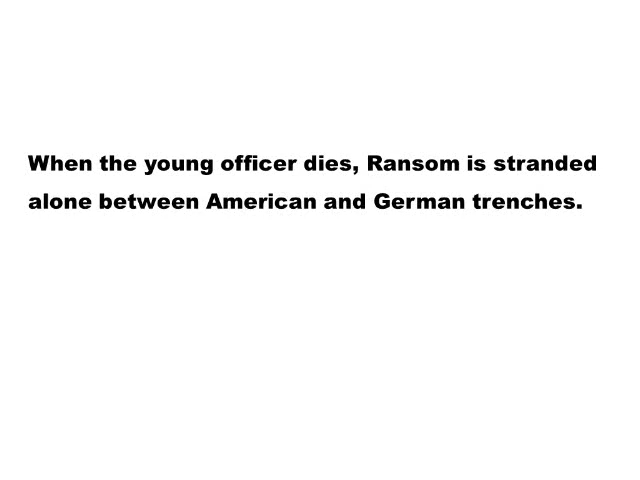 When the young officer dies, Ransom is stranded
alone between American and German trenches.